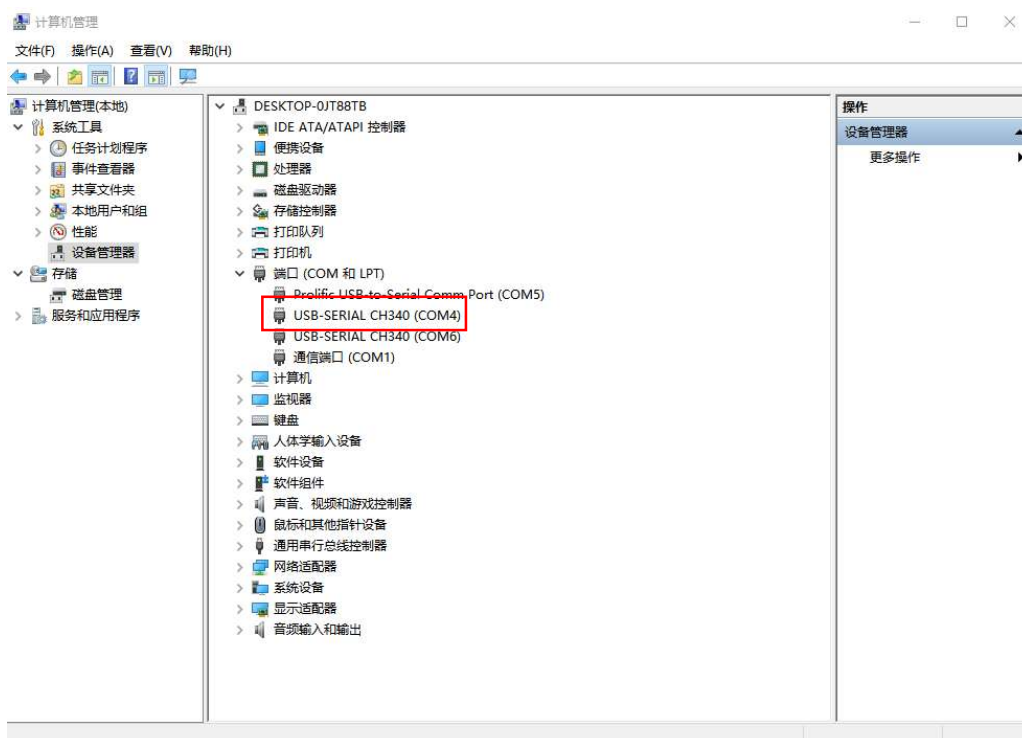 计算机管理
文件(F) 操作(A) 查看(V) 帮助(H)
计算机管理(本地)
系统工具
任务计划程序
事件查看器
共享文件夹
本地用户和组
性能
设备管理器
存储
磁盘管理
服务和应用程序
DESKTOP-0JT88TB
IDE ATA/ATAPI 控制器
便携设备
处理器
磁盘驱动器
存储控制器
打印队列
打印机
端口 (COM 和 LPT)
Prolific USB-to-Serial Comm Port (COM5)
USB-SERIAL CH340 (COM4)
USB-SERIAL CH340 (COM6)
通信端口 (COM1)
计算机
监视器
键盘
人体学输入设备
软件设备
软件组件
声音、视频和游戏控制器
鼠标和其他指针设备
通用串行总线控制器
网络适配器
系统设备
显示适配器
音频输入和输出
操作
设备管理器
更多操作